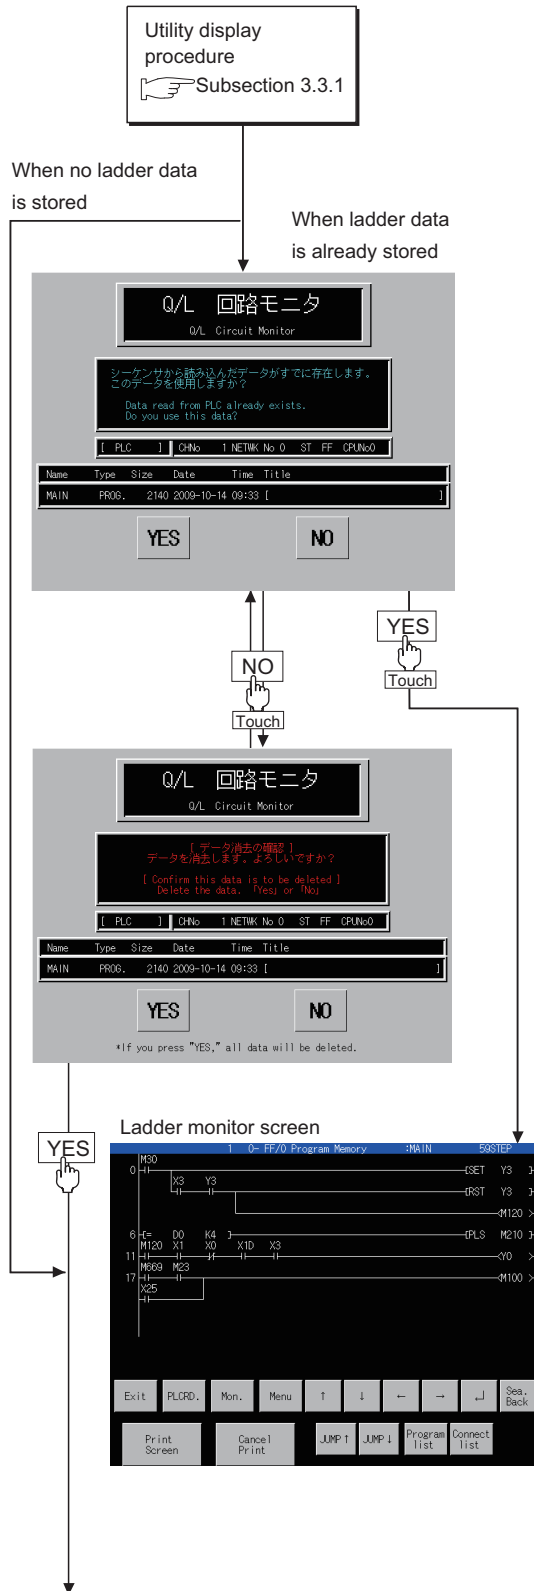 Utility display
procedure
Subsection 3.3.1
When no ladder data
is stored
When ladder data
is already stored
Q/L 回路モニタ
Q/L Circuit Monitor
シーケンサから読み込んだデータがすでに存在します。
このデータを使用しますか?
Data read from PLC already exists.
Do you use this data?
[ PLC ] CHNo 1 NETWK No 0 ST FF CPUNo0
Name Type Size Date Time Title
MAIN PROG. 2140 2009-10-14 09:33 [ ]
YES NO
YES
Touch
NO
Touch
Q/L 回路モニタ
Q/L Circuit Monitor
[ データ消去の確認 ]
データを消去します。よろしいですか?
[ Confirm this data is to be deleted ]
Delete the data. 「Yes」 or 「No」
[ PLC ] CHNo 1 NETWK No 0 ST FF CPUNo0
Name Type Size Date Time Title
MAIN PROG. 2140 2009-10-14 09:33 [ ]
YES NO
*If you press "YES," all data will be deleted.
YES
Ladder monitor screen
1 0- FF/0 Program Memory :MAIN 59STEP
M30
0 [SET Y3 ]
X3 Y3
[RST Y3 ]
<M120 >
6 [= D0 K4 ] [PLS M210 ]
M120 X1 X0 X1D X3
11 <Y0 >
M669 M23
17 <M100 >
X25
Exit PLCRD. Mon. Menu ↑ ↓ ← → ↵ Sea. Back
Print Screen Cancel Print JUMP↑ JUMP↓ Program list Connect list